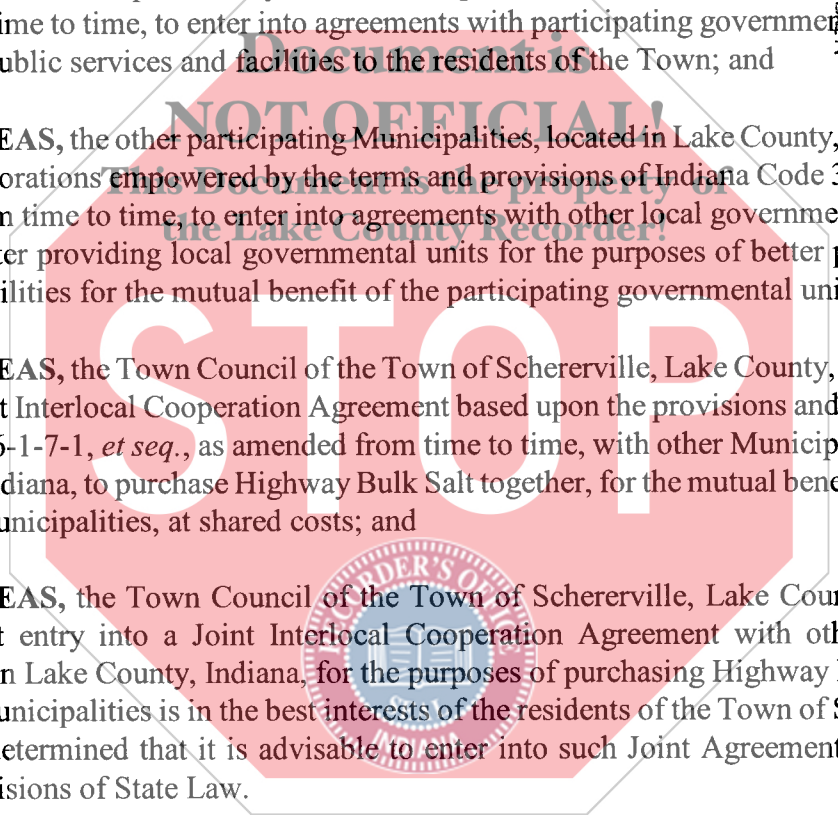 ime to time, to enter into agreements with participating governme
ublic services and facilities to the residents of the Town; and
Document is
NOT OFFICIAL!
This Document is the property of
the Lake County Recorder!
EAS, the other participating Municipalities, located in Lake County,
orations empowered by the terms and provisions of Indiana Code 3
n time to time, to enter into agreements with other local governme
er providing local governmental units for the purposes of better p
ilities for the mutual benefit of the participating governmental uni
STOP
EAS, the Town Council of the Town of Schererville, Lake County,
t Interlocal Cooperation Agreement based upon the provisions and
6-1-7-1, et seq., as amended from time to time, with other Municip
diana, to purchase Highway Bulk Salt together, for the mutual bene
unicipalities, at shared costs; and
EAS, the Town Council of the Town of Schererville, Lake Cou
t entry into a Joint Interlocal Cooperation Agreement with oth
n Lake County, Indiana, for the purposes of purchasing Highway
unicipalities is in the best interests of the residents of the Town of S
etermined that it is advisable to enter into such Joint Agreement
isions of State Law.
RECORDER'S OFFICE
SEAL
INDIANA